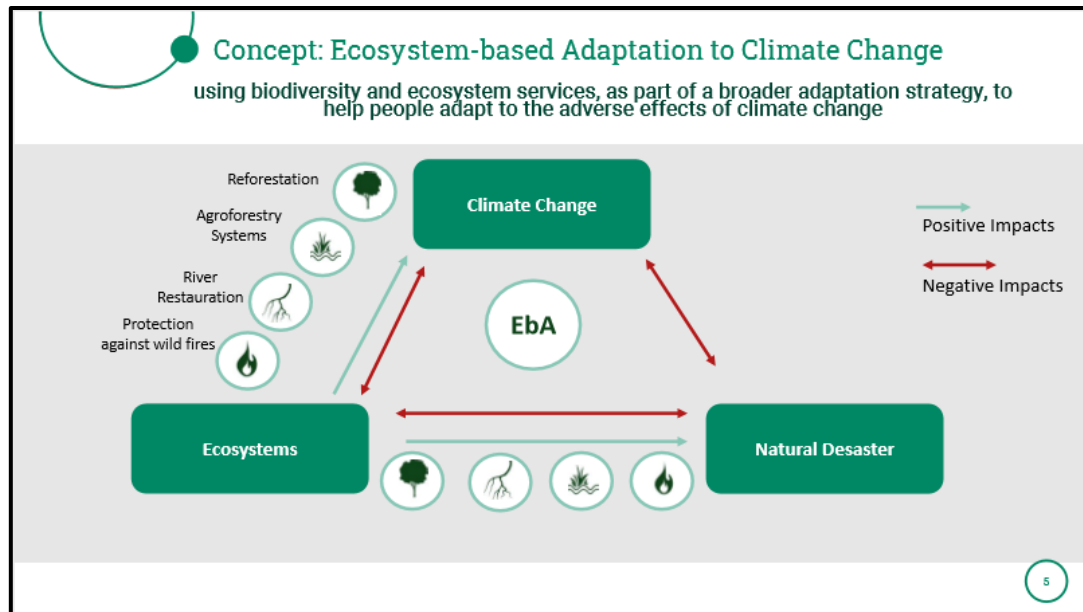 Concept: Ecosystem-based Adaptation to Climate Change
using biodiversity and ecosystem services, as part of a broader adaptation strategy, to
help people adapt to the adverse effects of climate change
Reforestation
Agroforestry
Systems
River
Restauration
Protection
against wild fires
Climate Change
Positive Impacts
Negative Impacts
EbA
Ecosystems
Natural Desaster
5